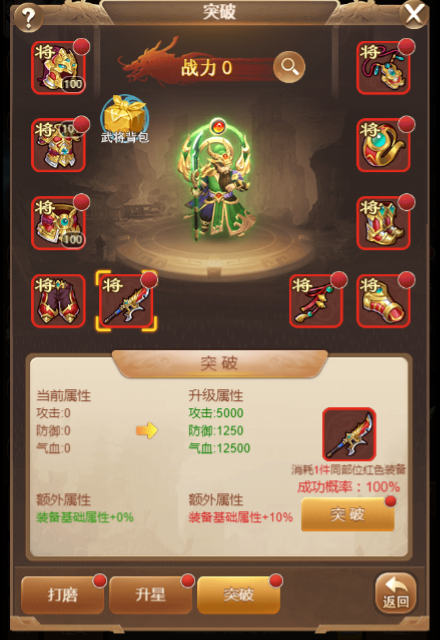 ?
突破
将
100
战力 0
将
将
10
武将背包
将
将
100
将
将
将
将
将
突破
当前属性
攻击:0
防御:0
气血:0
升级属性
攻击:5000
防御:1250
气血:12500
消耗1件同部位红色装备
成功概率：100%
额外属性
装备基础属性+0%
额外属性
装备基础属性+10%
突破
打磨
升星
突破
返回